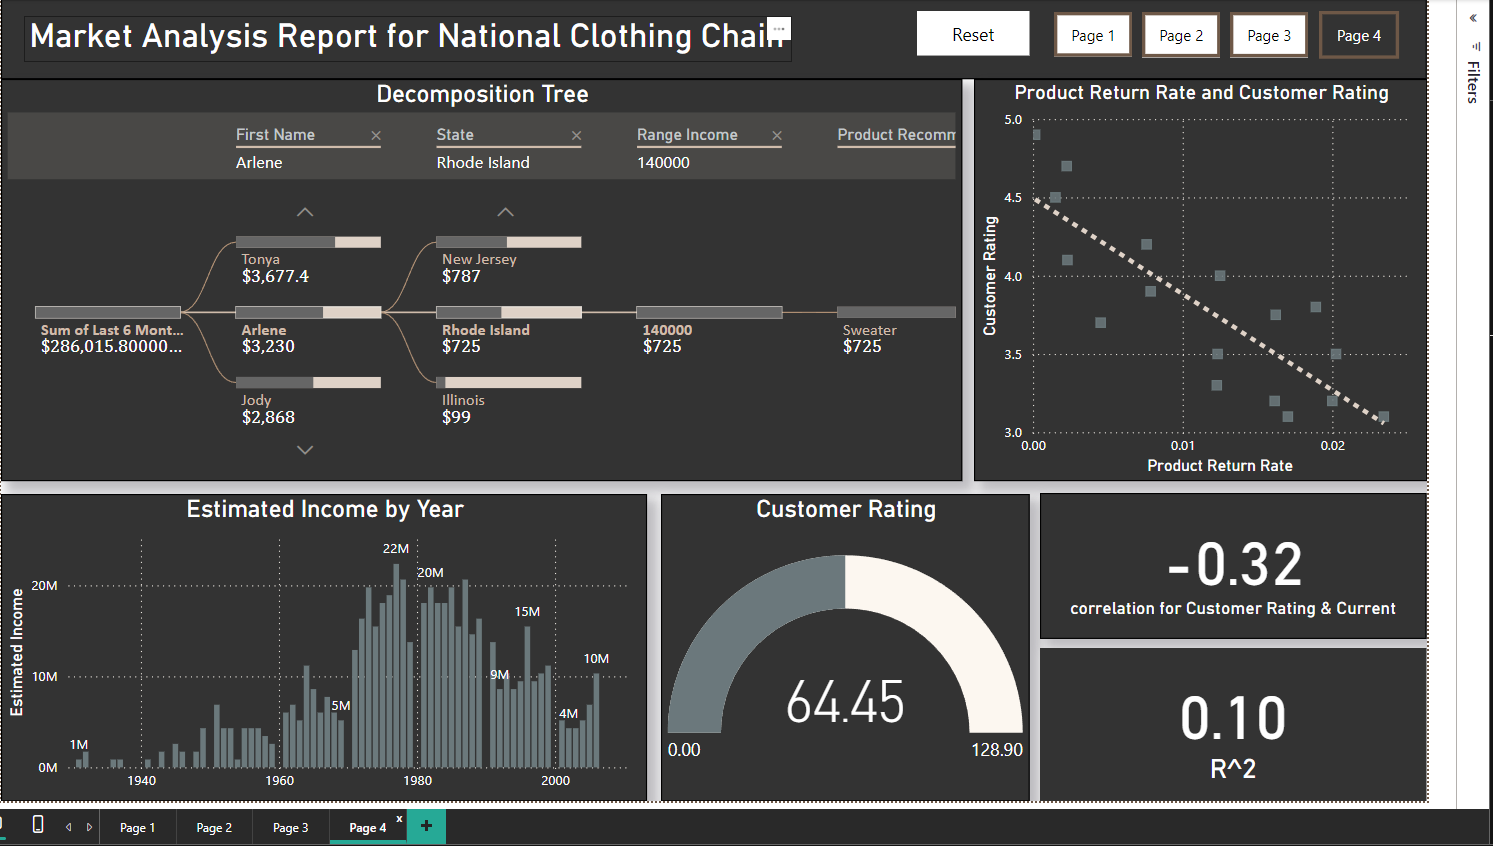 Market Analysis Report for National Clothing Chain
Reset
Page 1
Page 2
Page 3
Page 4
Filters
Decomposition Tree
First Name
State
Range Income
Product Recomm
Arlene
Rhode Island
140000
Tonya
$3,677.4
New Jersey
$787
Sum of Last 6 Mont...
$286,015.80000...
Arlene
$3,230
Rhode Island
$725
140000
$725
Sweater
$725
Jody
$2,868
Illinois
$99
Product Return Rate and Customer Rating
Customer Rating
5.0
4.5
4.0
3.5
3.0
0.00
0.01
0.02
Product Return Rate
Estimated Income by Year
Estimated Income
20M
10M
0M
1M
5M
22M
20M
9M
15M
4M
10M
1940
1960
1980
2000
Customer Rating
64.45
0.00
128.90
-0.32
correlation for Customer Rating & Current
0.10
R^2
Page 1
Page 2
Page 3
Page 4
x
+